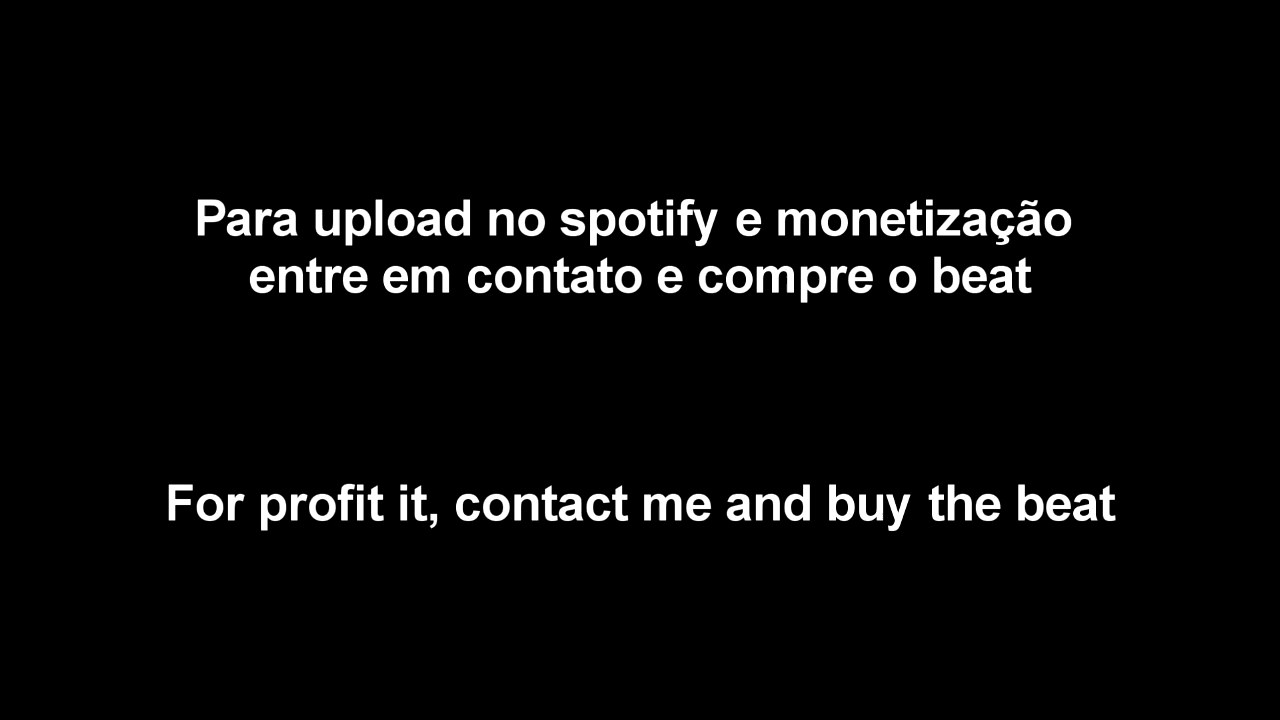 Para upload no spotify e monetização
entre em contato e compre o beat
For profit it, contact me and buy the beat